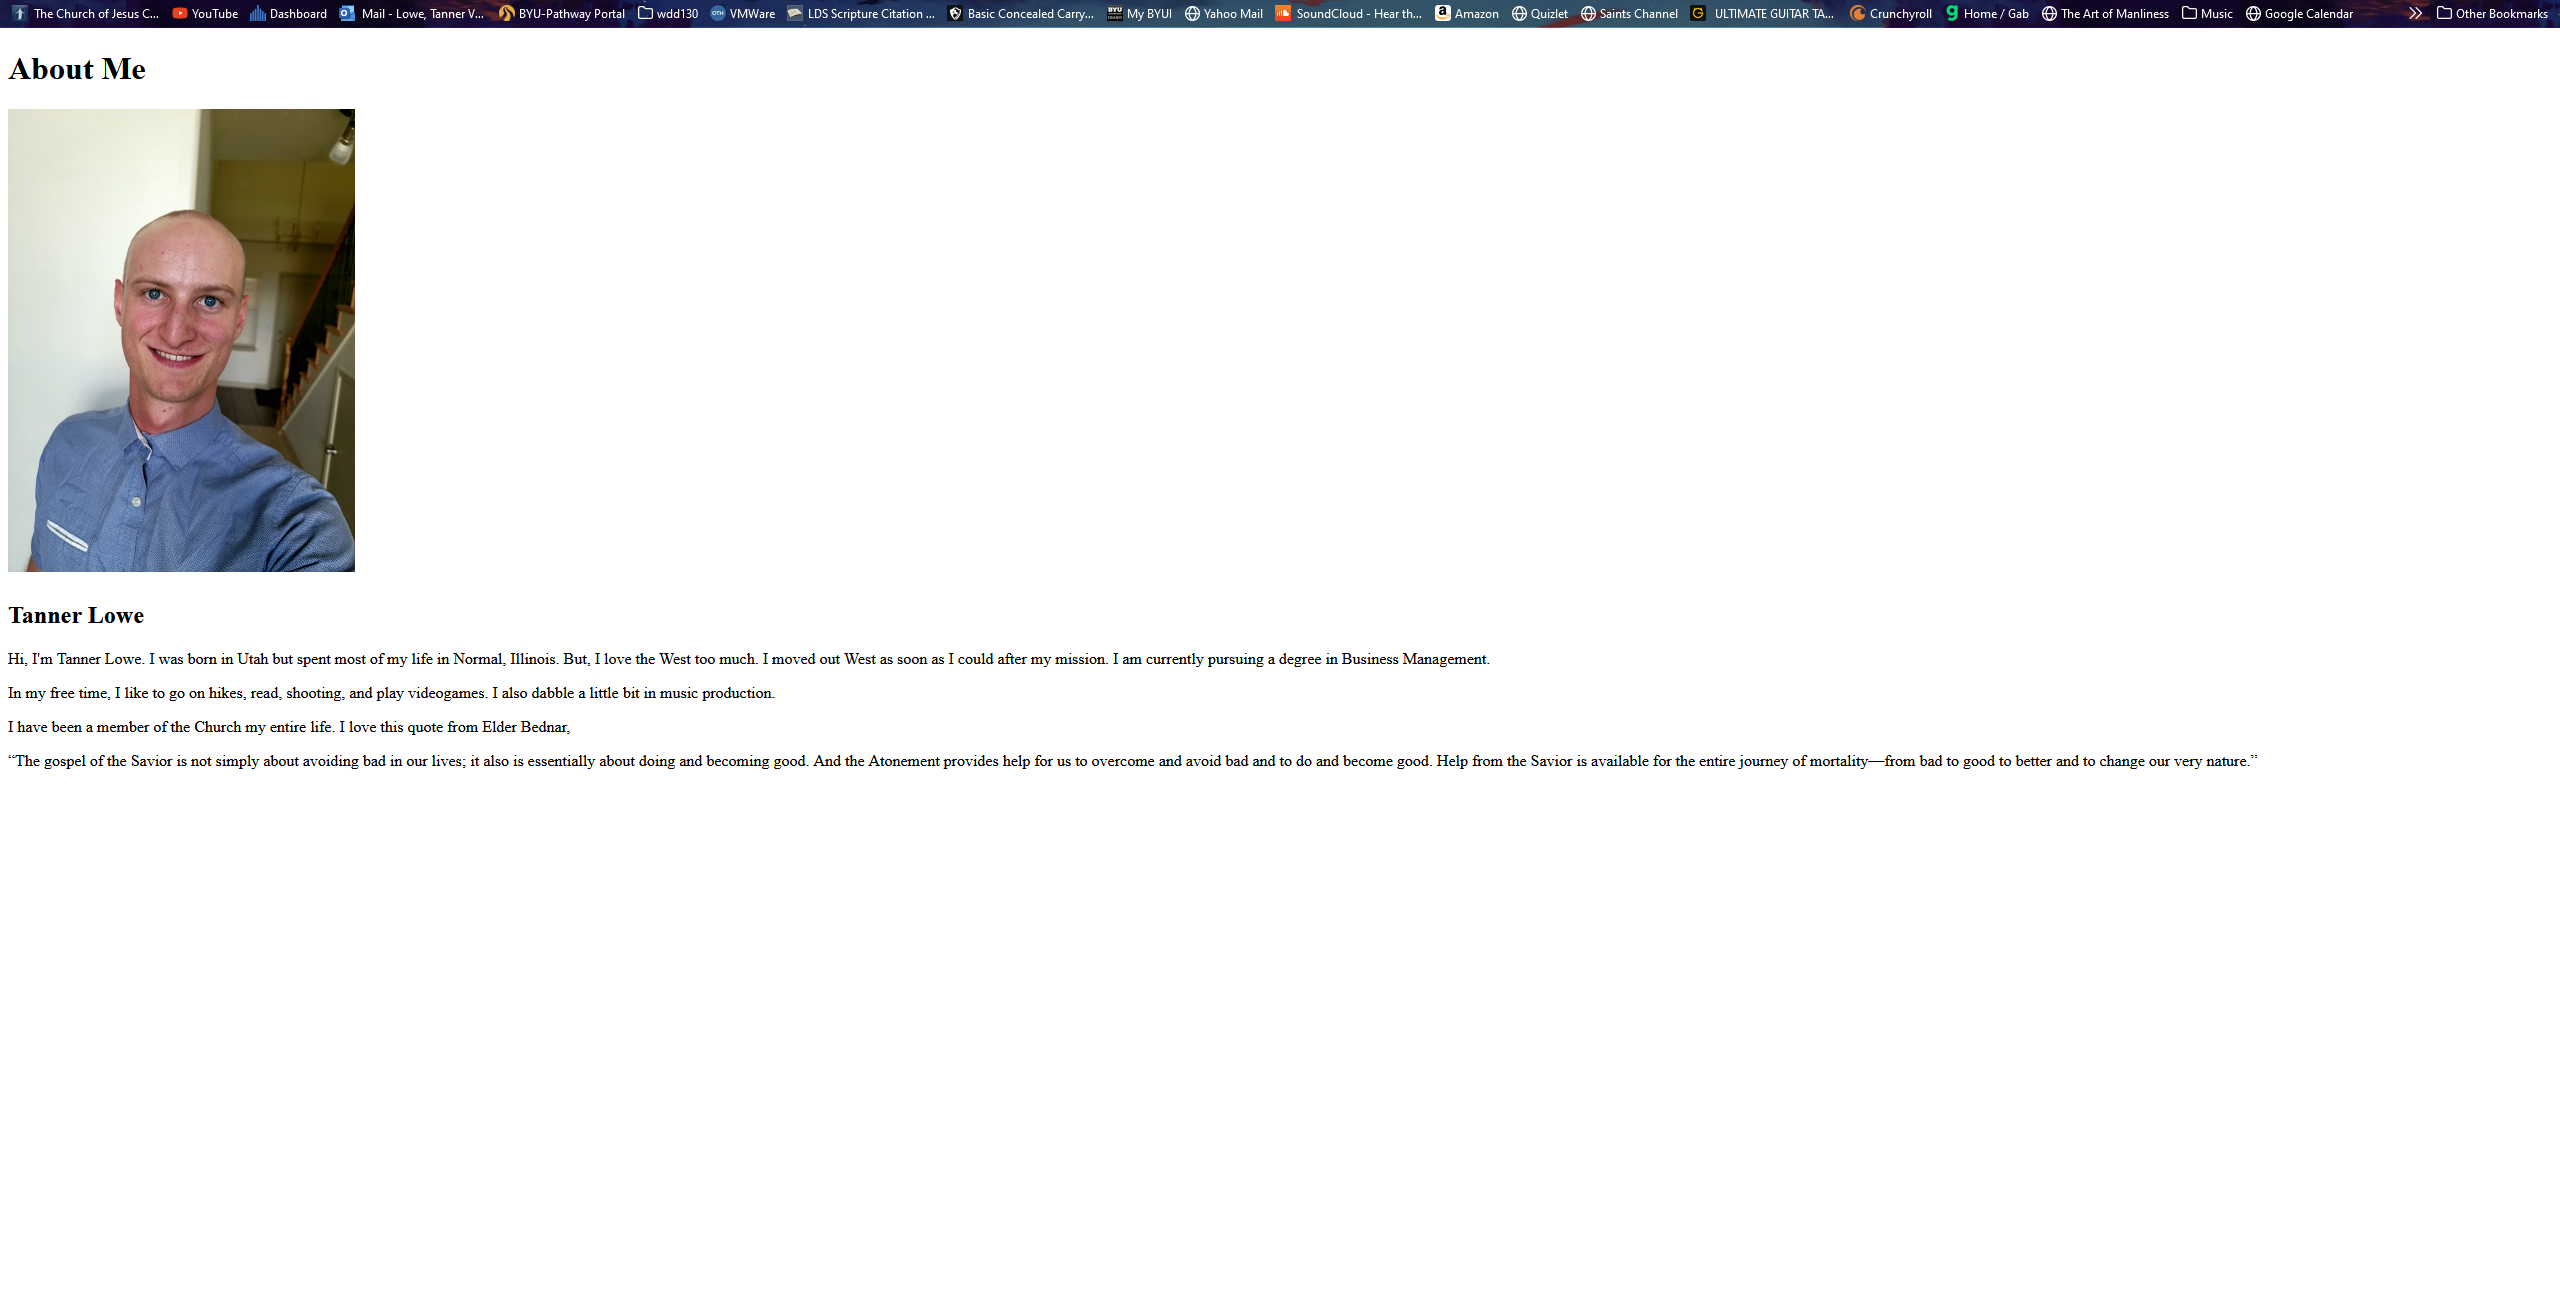 The Church of Jesus C... YouTube Dashboard Mail - Lowe, Tanner V... BYU-Pathway Portal wdd130 VMWare LDS Scripture Citation ... Basic Concealed Carry... My BYUI Yahoo Mail SoundCloud - Hear th... Amazon Quizlet Saints Channel ULTIMATE GUITAR TA... Crunchyroll Home / Gab The Art of Manliness Music Google Calendar Other Bookmarks
About Me
Tanner Lowe
Hi, I'm Tanner Lowe. I was born in Utah but spent most of my life in Normal, Illinois. But, I love the West too much. I moved out West as soon as I could after my mission. I am currently pursuing a degree in Business Management.
In my free time, I like to go on hikes, read, shooting, and play videogames. I also dabble a little bit in music production.
I have been a member of the Church my entire life. I love this quote from Elder Bednar,
“The gospel of the Savior is not simply about avoiding bad in our lives; it also is essentially about doing and becoming good. And the Atonement provides help for us to overcome and avoid bad and to do and become good. Help from the Savior is available for the entire journey of mortality—from bad to good to better and to change our very nature.”